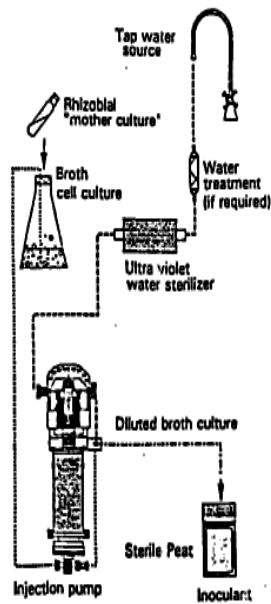 Tap water
source
Rhizobial
"mother culture"
Broth
cell culture
Water
treatment
(if required)
Ultra violet
water sterilizer
Diluted broth culture
Sterile Peat
Injection pump
Inoculant